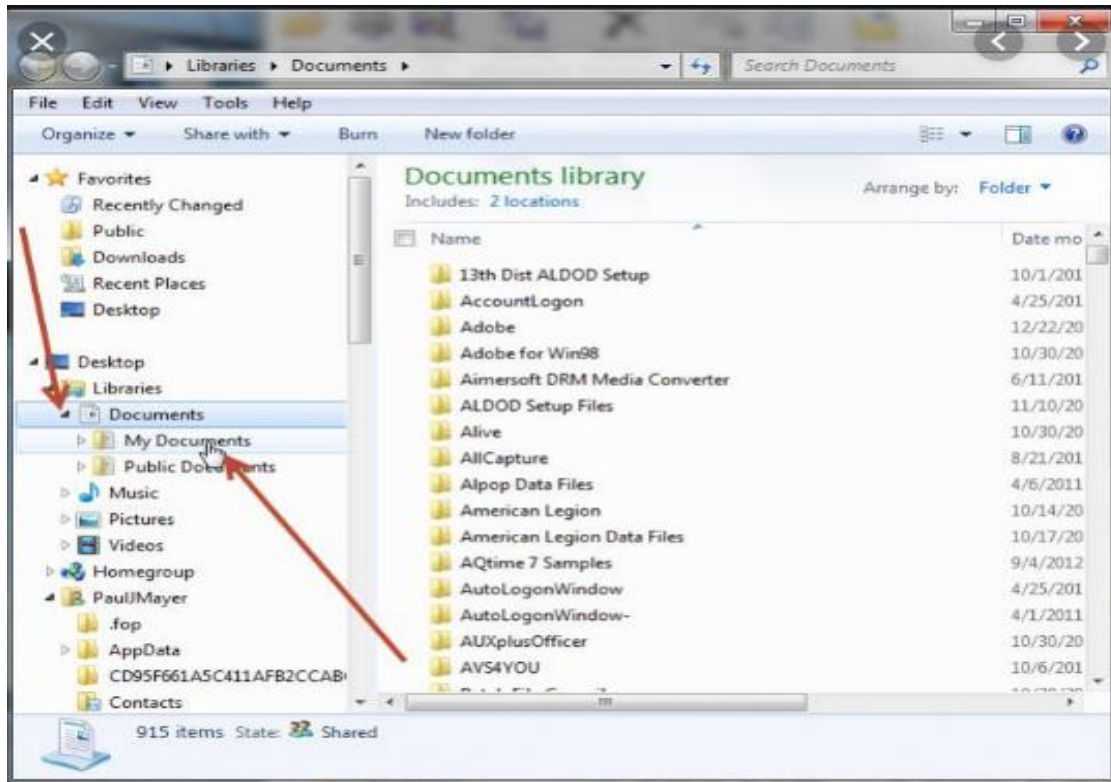 Libraries Documents
Search Documents
File Edit View Tools Help
Organize Share with Burn New folder
Favorites
Recently Changed
Public
Downloads
Recent Places
Desktop
Desktop
Libraries
Documents
My Documents
Public Documents
Music
Pictures
Videos
Homegroup
PaulJMayer
.fop
AppData
CD95F661A5C411AFB2CCAB
Contacts
Documents library
Includes: 2 locations
Arrange by: Folder
Name Date mo
13th Dist ALDOD Setup 10/1/201
AccountLogon 4/25/201
Adobe 12/22/20
Adobe for Win98 10/30/20
Aimersoft DRM Media Converter 6/11/201
ALDOD Setup Files 11/10/20
Alive 10/30/20
AllCapture 8/21/201
Alpop Data Files 4/6/2011
American Legion 10/14/20
American Legion Data Files 10/17/20
AQtime 7 Samples 9/4/2012
AutoLogonWindow 4/25/201
AutoLogonWindow- 4/1/2011
AUXplusOfficer 10/30/20
AVS4YOU 10/6/201
915 items State: Shared